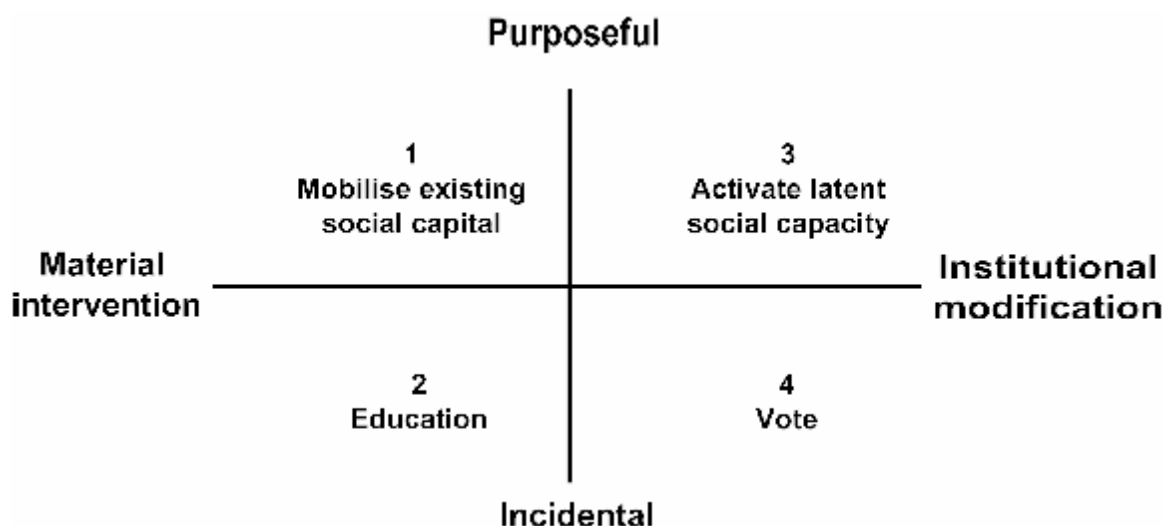 Purposeful
1
Mobilise existing
social capital
3
Activate latent
social capacity
Material
intervention
Institutional
modification
2
Education
4
Vote
Incidental